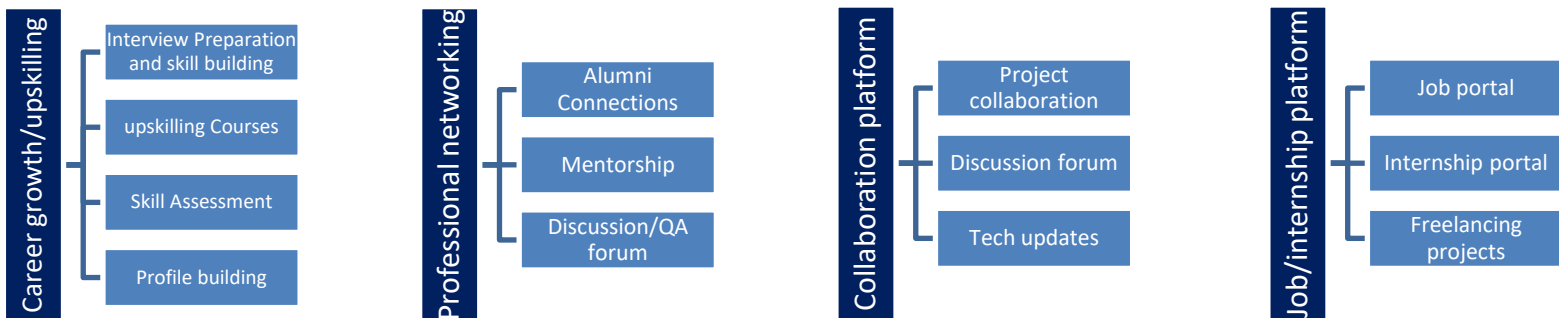 Career growth/upskilling
Interview Preparation
and skill building
upskilling Courses
Skill Assessment
Profile building
Professional networking
Alumni
Connections
Mentorship
Discussion/QA
forum
Collaboration platform
Project
collaboration
Discussion forum
Tech updates
Job/internship platform
Job portal
Internship portal
Freelancing
projects